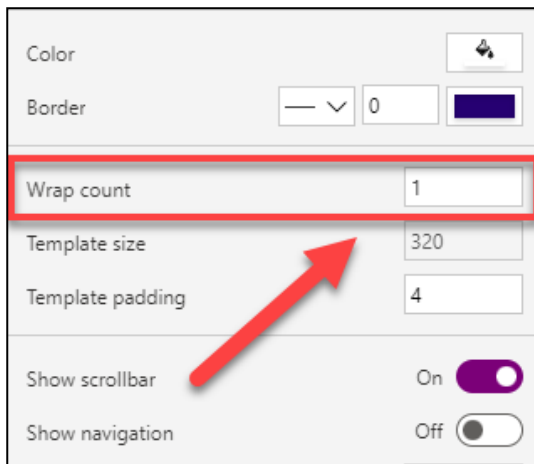 Color
Border 0
Wrap count 1
Template size 320
Template padding 4
Show scrollbar On
Show navigation Off